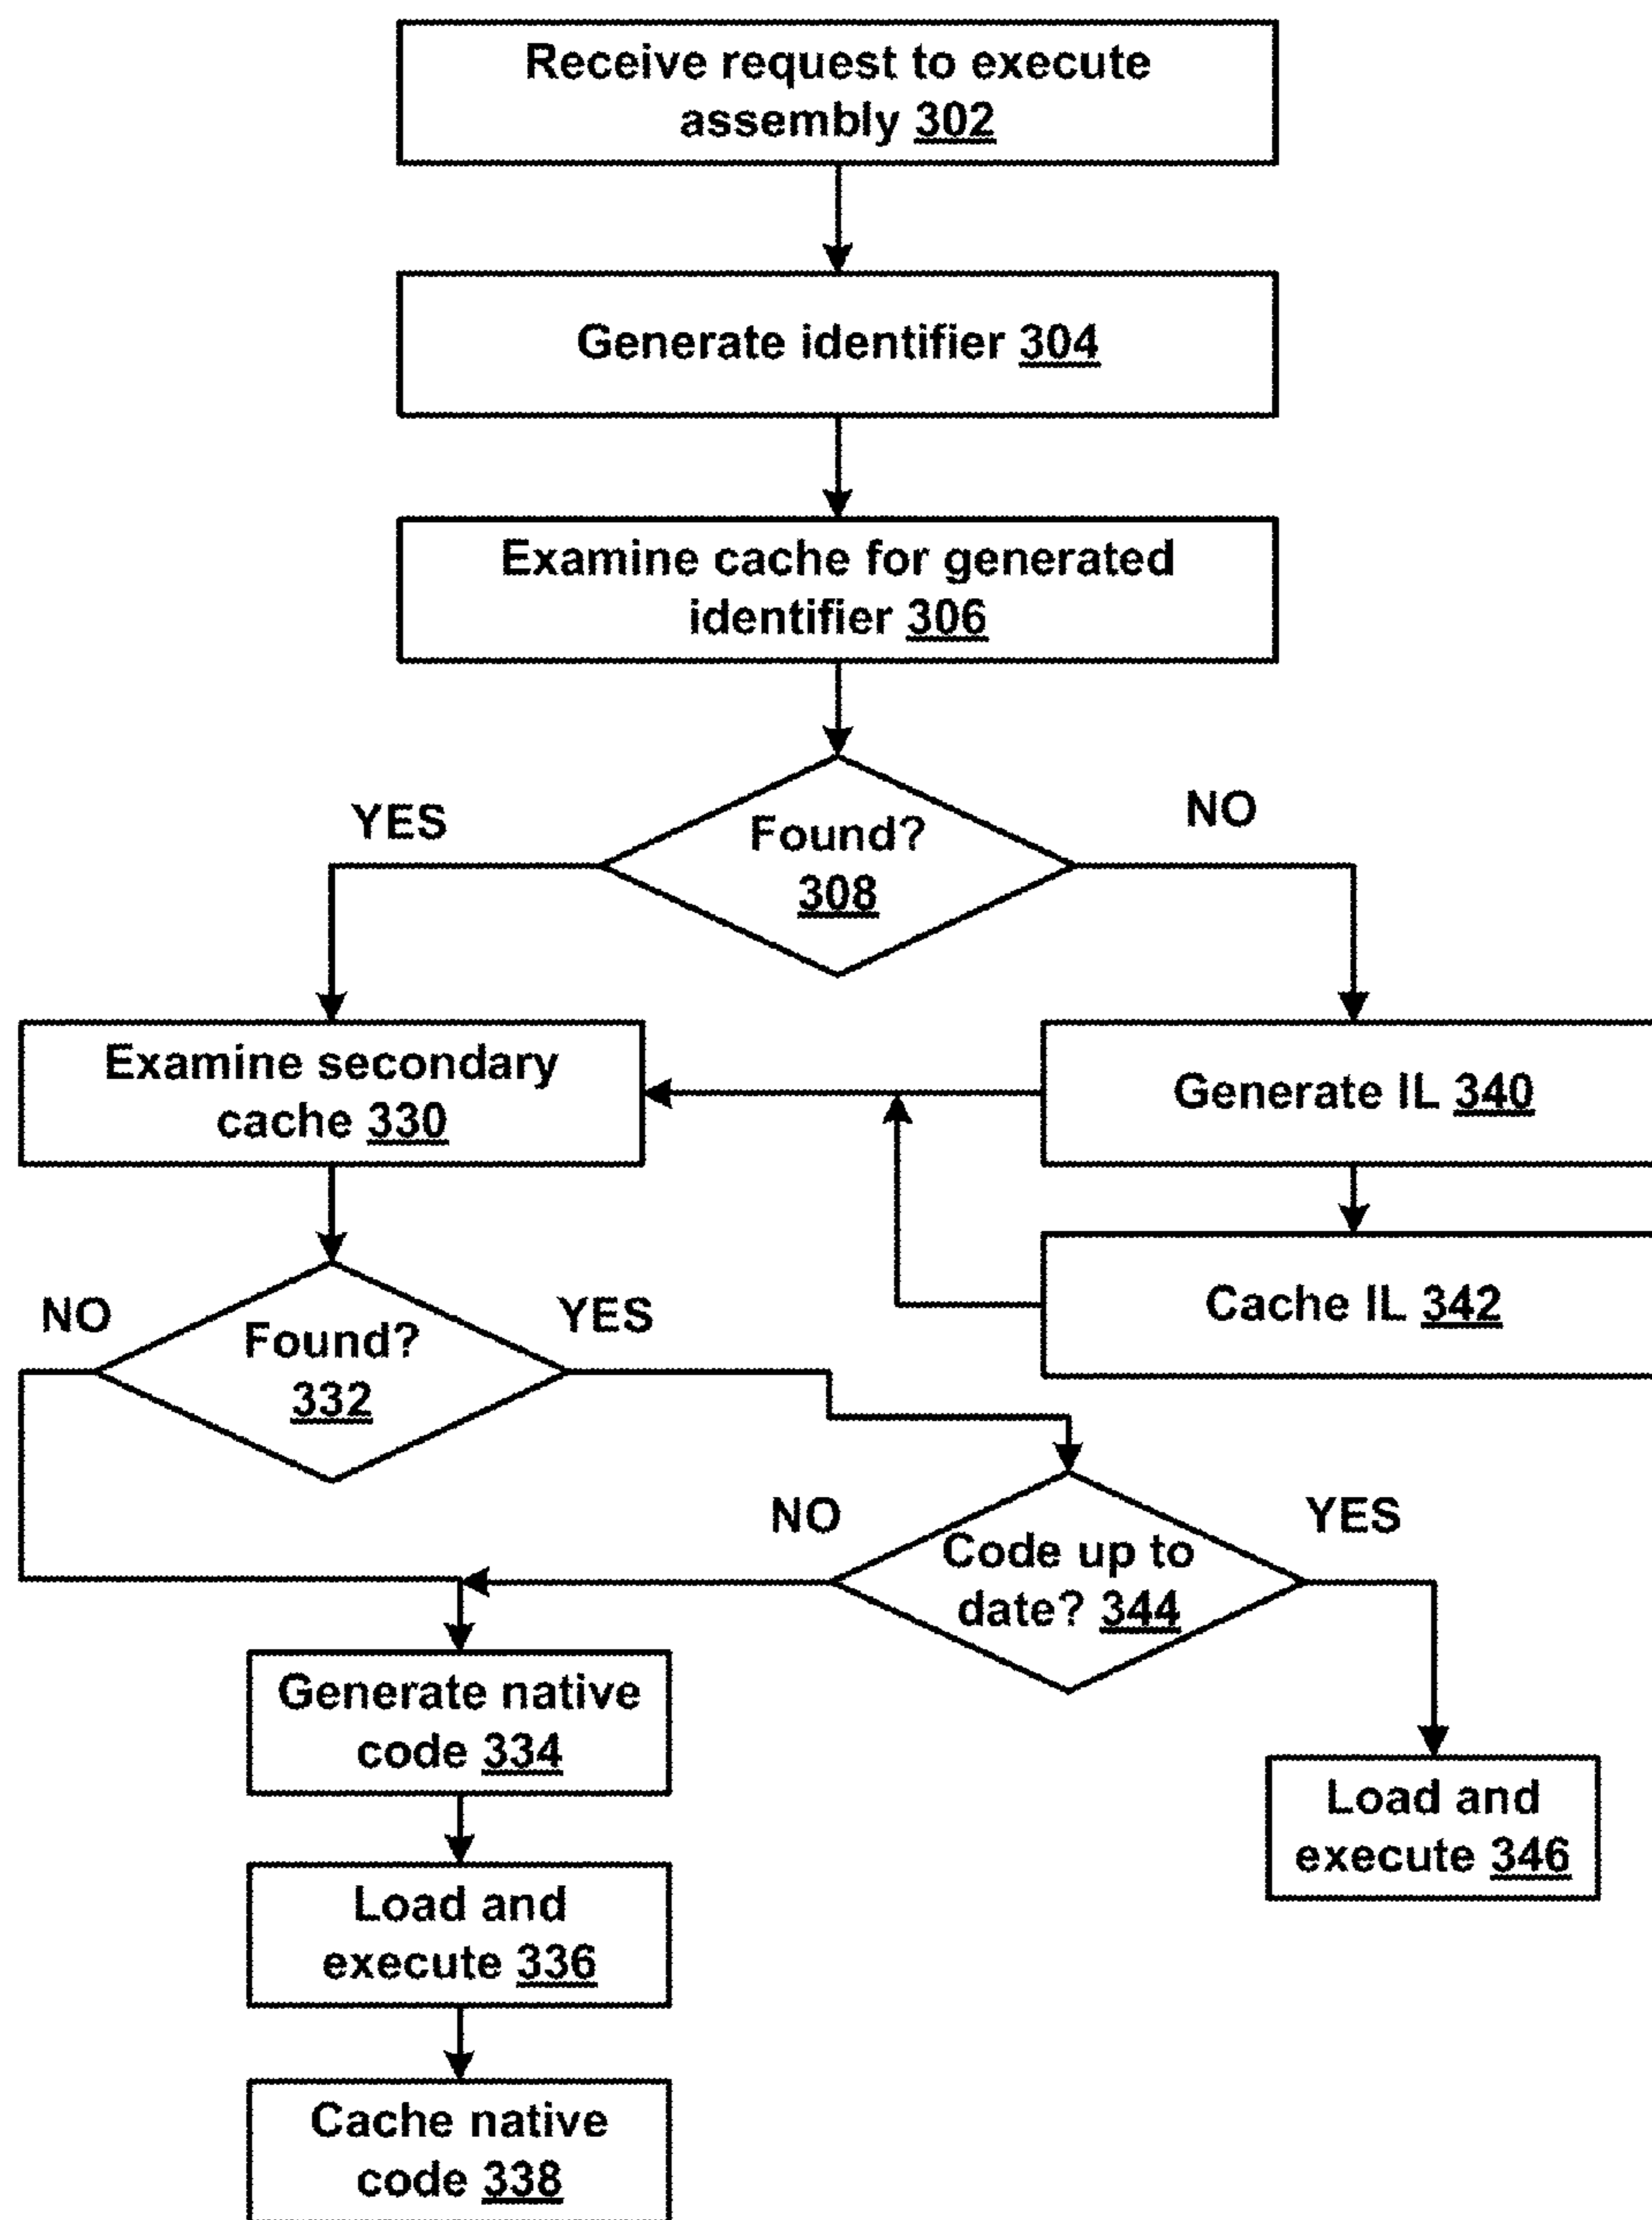 Receive request to execute
assembly 302
Generate identifier 304
Examine cache for generated
identifier 306
YES
NO
Found?
308
Examine secondary
cache 330
Generate IL 340
Cache IL 342
NO
YES
Found?
332
NO
YES
Code up to
date? 344
Generate native
code 334
Load and
execute 346
Load and
execute 336
Cache native
code 338